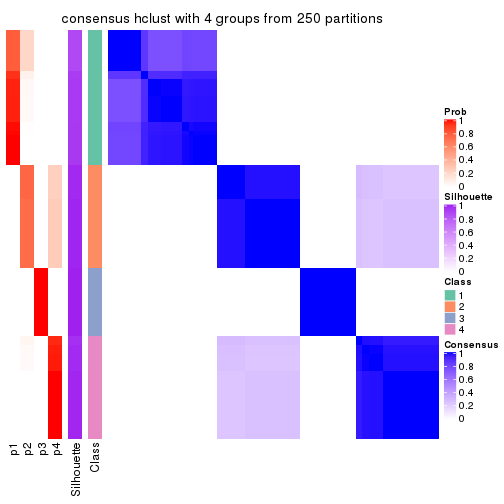 consensus hclust with 4 groups from 250 partitions
Prob
1
0.8
0.6
0.4
0.2
0
Silhouette
1
0.8
0.6
0.4
0.2
0
Class
1
2
3
4
Consensus
1
0.8
0.6
0.4
0.2
0
p1
p2
p3
p4
Silhouette
Class